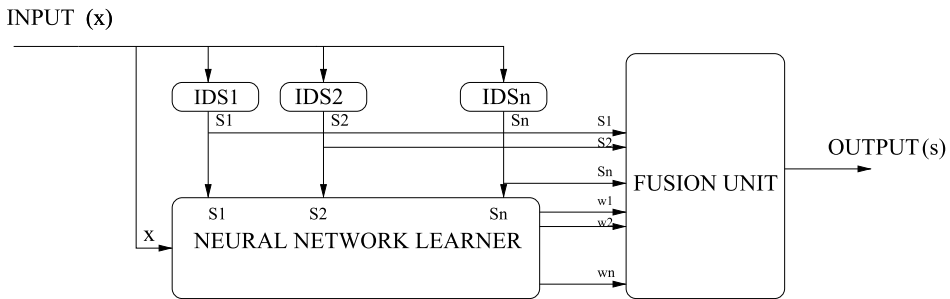 INPUT (x)
IDS1 IDS2 IDSn
S1 S2 Sn
S1
S2
Sn
OUTPUT (s)
FUSION UNIT
S1 S2 Sn
w1
w2
x
NEURAL NETWORK LEARNER
wn